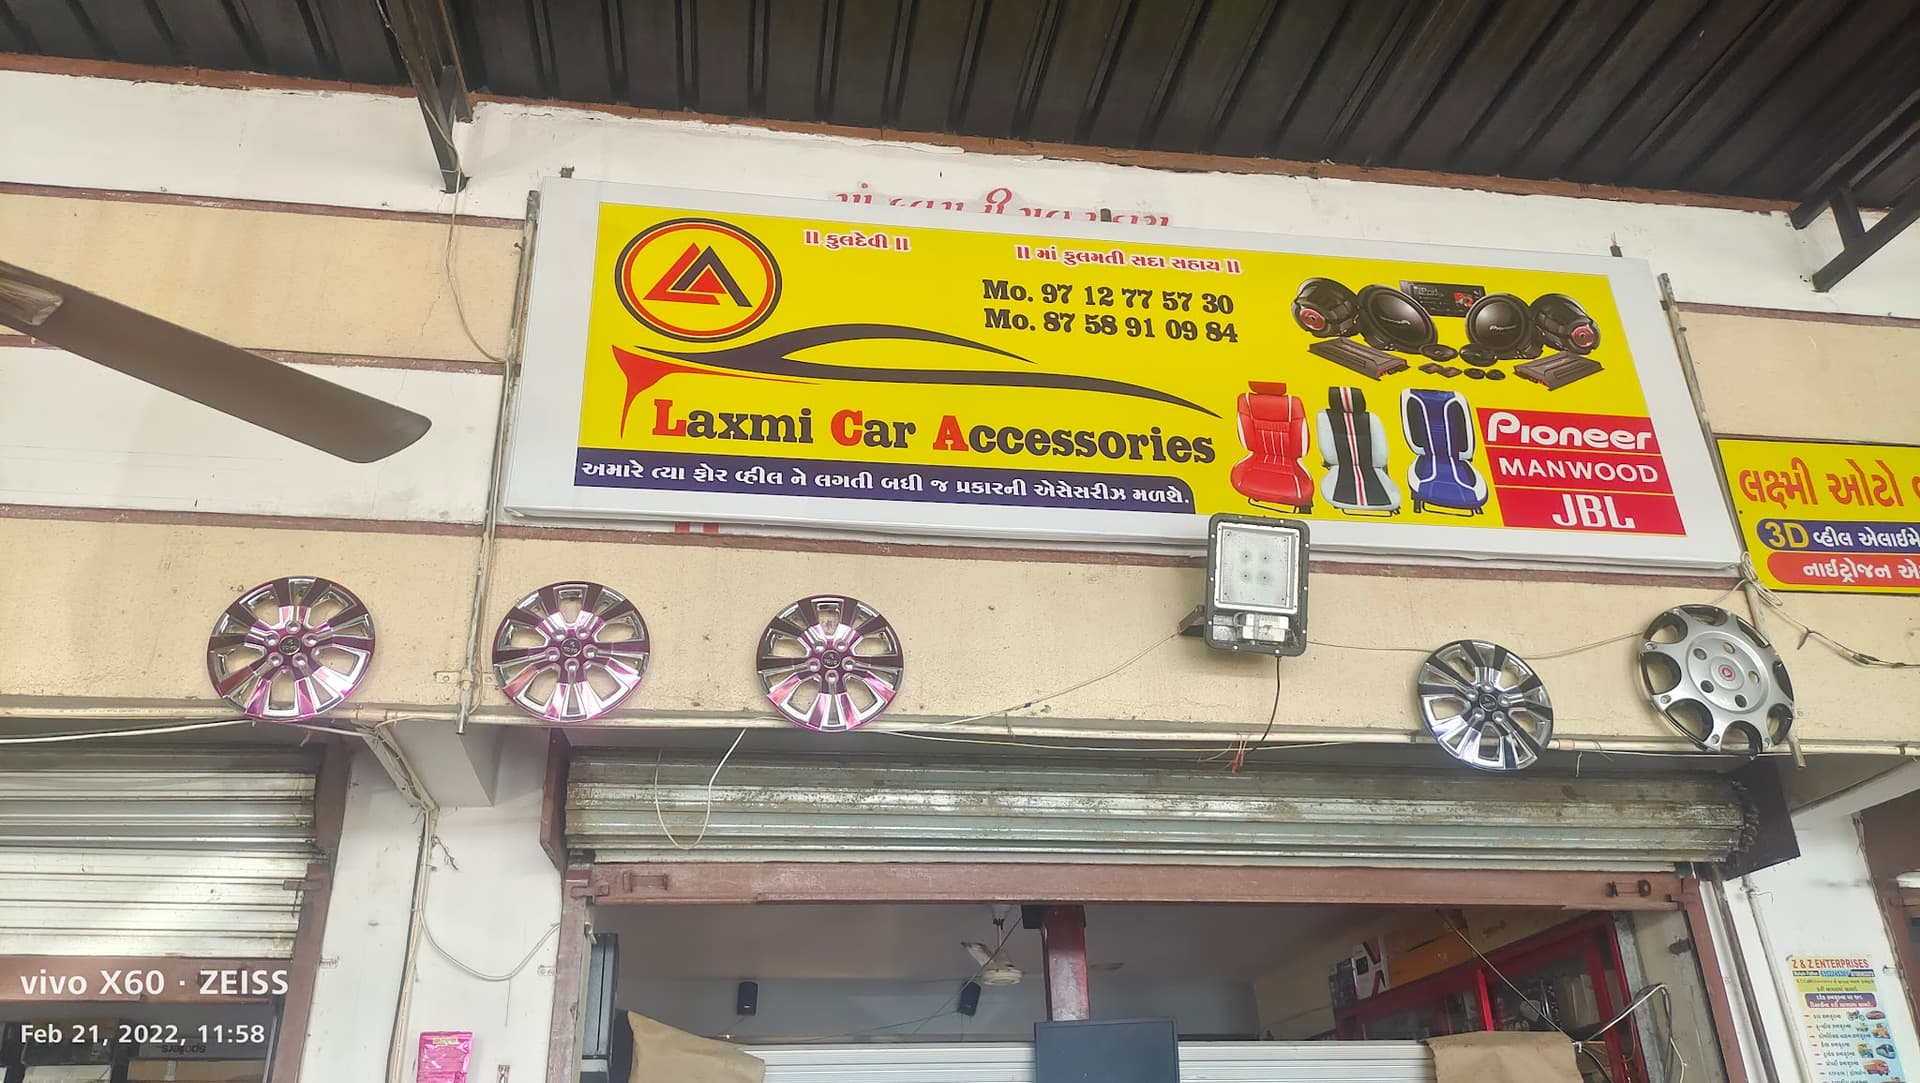 ॥ કુલદેવી ॥
॥ માં ફુલમતી સદા સહાય ॥
Mo. 97 12 77 57 30
Mo. 87 58 91 09 84
Laxmi Car Accessories
અમારે ત્યા ફોર વ્હીલ ને લગતી બધી જ પ્રકારની એસેસરીઝ મળશે.
Pioneer
MANWOOD
JBL
લક્ષ્મી ઓટો
3D વ્હીલ
નાઈટ્રોજન
Z & Z ENTERPRISES
vivo X60 · ZEISS
Feb 21, 2022, 11:58